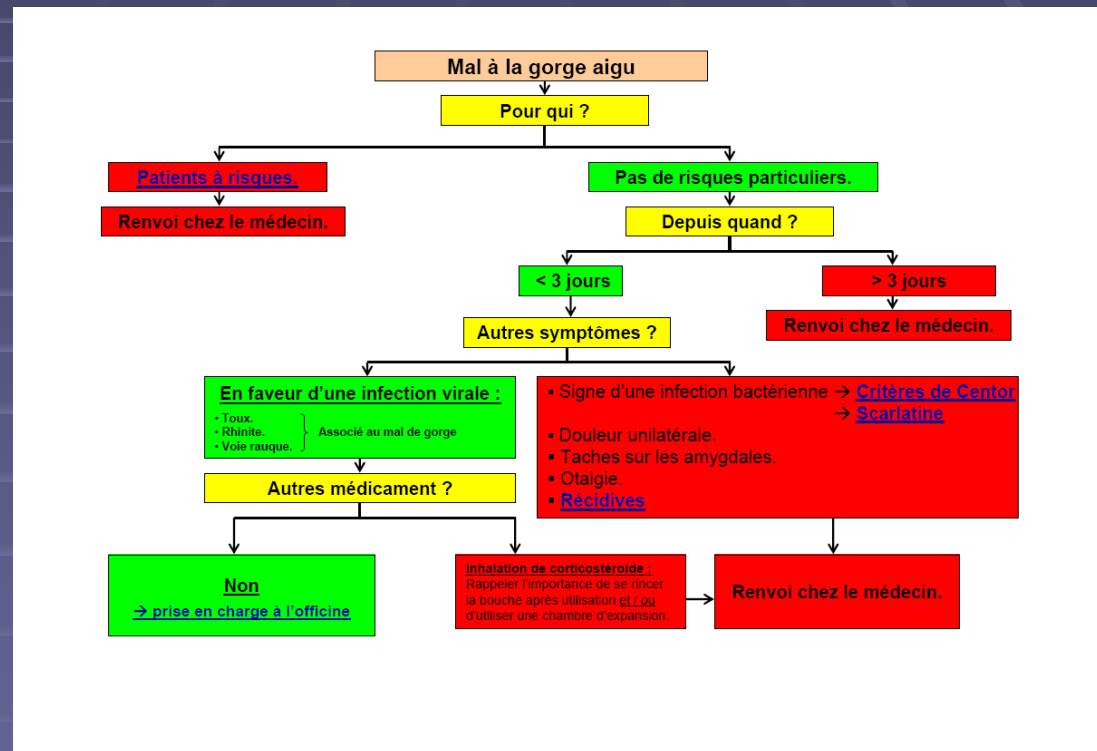 Mal à la gorge aigu
Pour qui ?
Patients à risques.
Pas de risques particuliers.
Renvoi chez le médecin.
Depuis quand ?
< 3 jours
> 3 jours
Renvoi chez le médecin.
Autres symptômes ?
En faveur d'une infection virale :
• Toux.
• Rhinite.
• Voie rauque.
Associé au mal de gorge
▪ Signe d'une infection bactérienne → Critères de Centor
→ Scarlatine
▪ Douleur unilatérale.
▪ Taches sur les amygdales.
▪ Otalgie.
▪ Récidives
Autres médicament ?
Non
→ prise en charge à l'officine
Inhalation de corticostéroïde :
Rappeler l'importance de se rincer
la bouche après utilisation et / ou
d'utiliser une chambre d'expansion.
Renvoi chez le médecin.